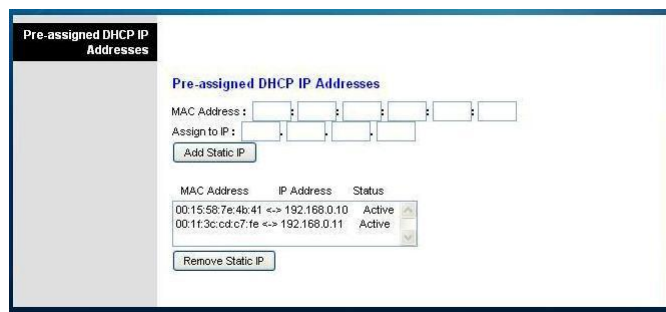 Pre-assigned DHCP IP
Addresses
Pre-assigned DHCP IP Addresses
MAC Address : : : : : :
Assign to IP : . . .
Add Static IP
MAC Address IP Address Status
00:15:58:7e:4b:41 <-> 192.168.0.10 Active
00:1f:3c:cd:c7:fe <-> 192.168.0.11 Active
Remove Static IP